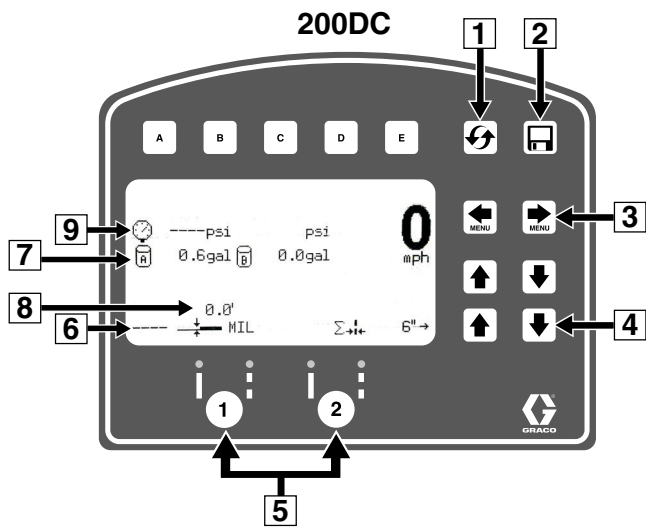 200DC
1 2
A B C D E
9 ----psi psi 0
7 A 0.6gal B 0.0gal mph
MENU MENU 3
8 0.0'
6 ---- MIL Σ 6"→ 4
1 2
GRACO
5